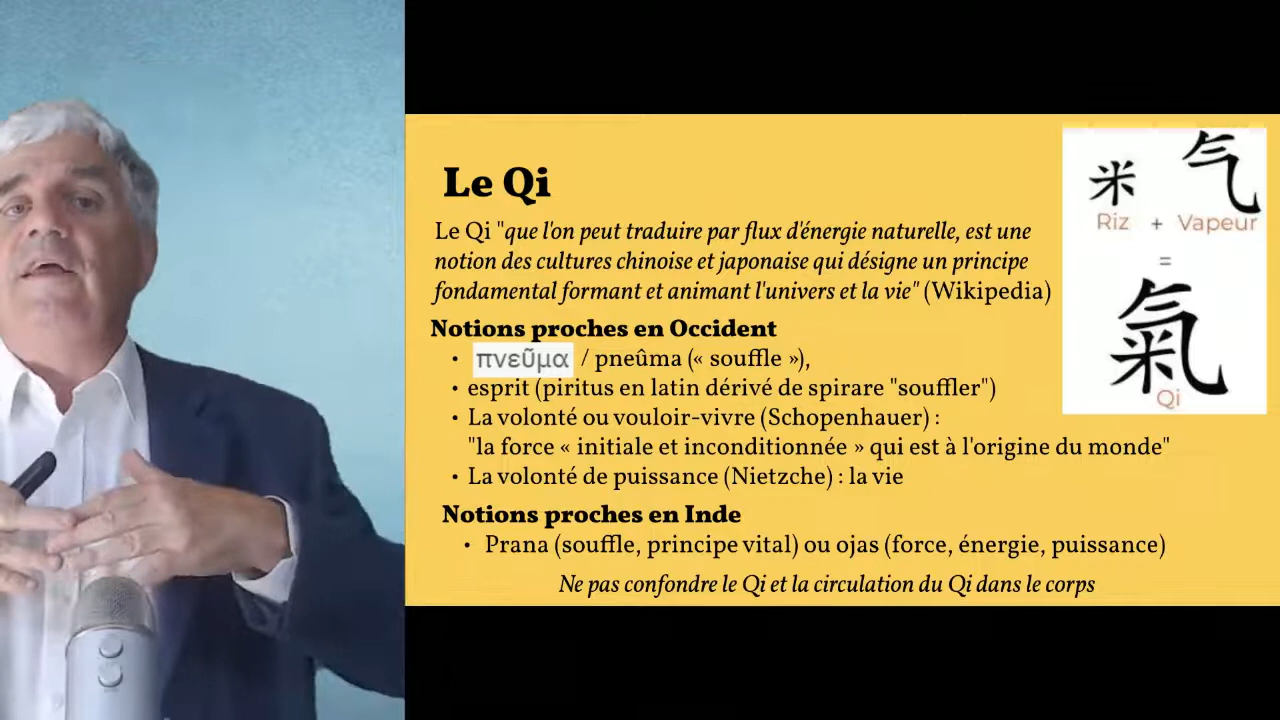 Le Qi
Le Qi "que l'on peut traduire par flux d'énergie naturelle, est une
notion des cultures chinoise et japonaise qui désigne un principe
fondamental formant et animant l'univers et la vie" (Wikipedia)
Notions proches en Occident
• πνεῦμα / pneûma (« souffle »),
• esprit (piritus en latin dérivé de spirare "souffler")
• La volonté ou vouloir-vivre (Schopenhauer) :
"la force « initiale et inconditionnée » qui est à l'origine du monde"
• La volonté de puissance (Nietzche) : la vie
Notions proches en Inde
• Prana (souffle, principe vital) ou ojas (force, énergie, puissance)
Ne pas confondre le Qi et la circulation du Qi dans le corps
米 气
Riz + Vapeur
=
氣
Qi